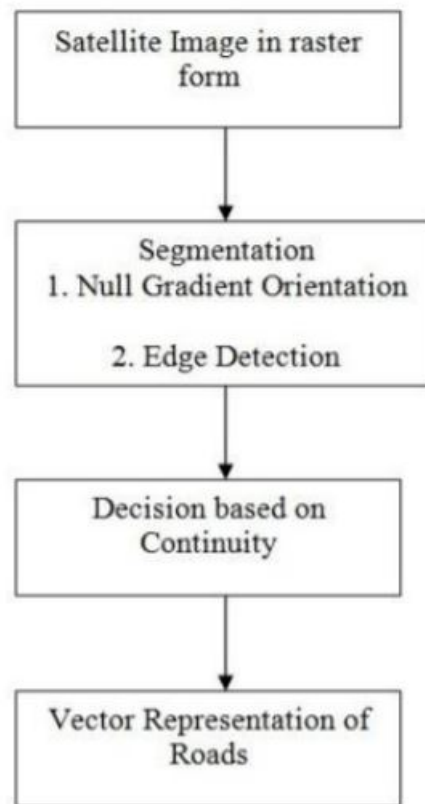 Satellite Image in raster
form
Segmentation
1. Null Gradient Orientation
2. Edge Detection
Decision based on
Continuity
Vector Representation of
Roads